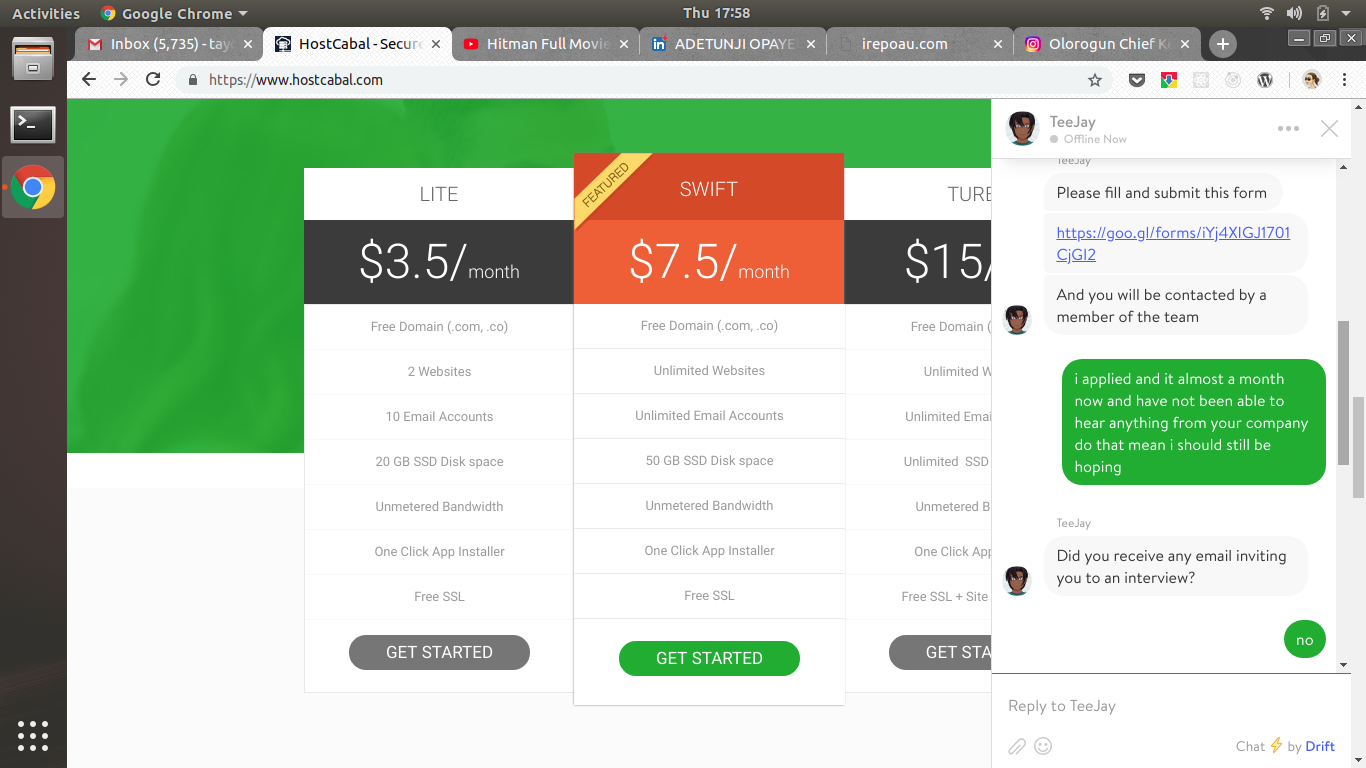 Activities
Google Chrome
Thu 17:58
Inbox (5,735) - tayo
HostCabal - Secure
Hitman Full Movie
ADETUNJI OPAYE
irepoau.com
Olorogun Chief K
https://www.hostcabal.com
LITE
$3.5/month
Free Domain (.com, .co)
2 Websites
10 Email Accounts
20 GB SSD Disk space
Unmetered Bandwidth
One Click App Installer
Free SSL
GET STARTED
FEATURED
SWIFT
$7.5/month
Free Domain (.com, .co)
Unlimited Websites
Unlimited Email Accounts
50 GB SSD Disk space
Unmetered Bandwidth
One Click App Installer
Free SSL
GET STARTED
TURB
$15/
Free Domain (
Unlimited W
Unlimited Emai
Unlimited SSD
Unmetered B
One Click App
Free SSL + Site
GET STA
TeeJay
Offline Now
TeeJay
Please fill and submit this form
https://goo.gl/forms/iYj4XIGJ1701
CjGI2
And you will be contacted by a
member of the team
i applied and it almost a month
now and have not been able to
hear anything from your company
do that mean i should still be
hoping
TeeJay
Did you receive any email inviting
you to an interview?
no
Reply to TeeJay
Chat by Drift